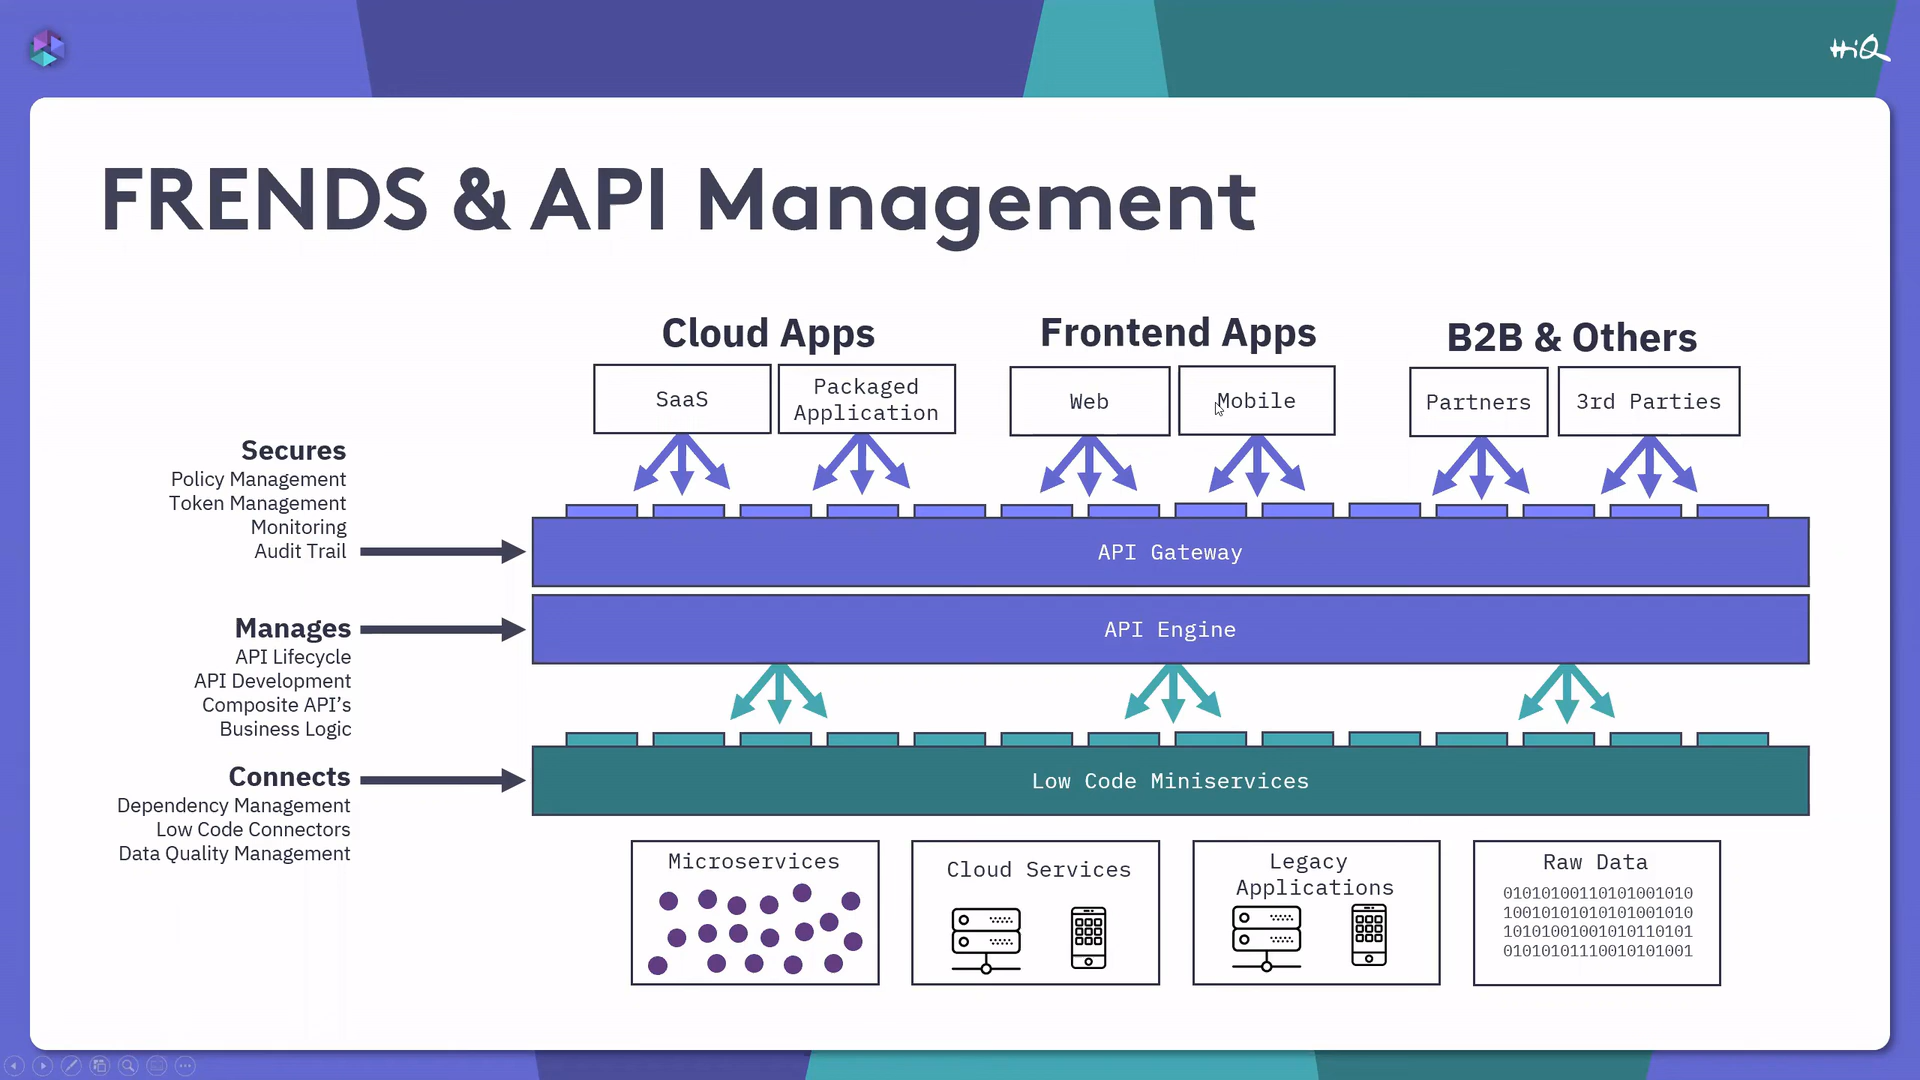 HiQ
FRENDS & API Management
Cloud Apps
Frontend Apps
B2B & Others
SaaS
Packaged
Application
Web
Mobile
Partners
3rd Parties
Secures
Policy Management
Token Management
Monitoring
Audit Trail
API Gateway
Manages
API Lifecycle
API Development
Composite API’s
Business Logic
API Engine
Connects
Dependency Management
Low Code Connectors
Data Quality Management
Low Code Miniservices
Microservices
Cloud Services
Legacy
Applications
Raw Data
01010100110101001010
10010101010101001010
10101001001010110101
01010101110010101001